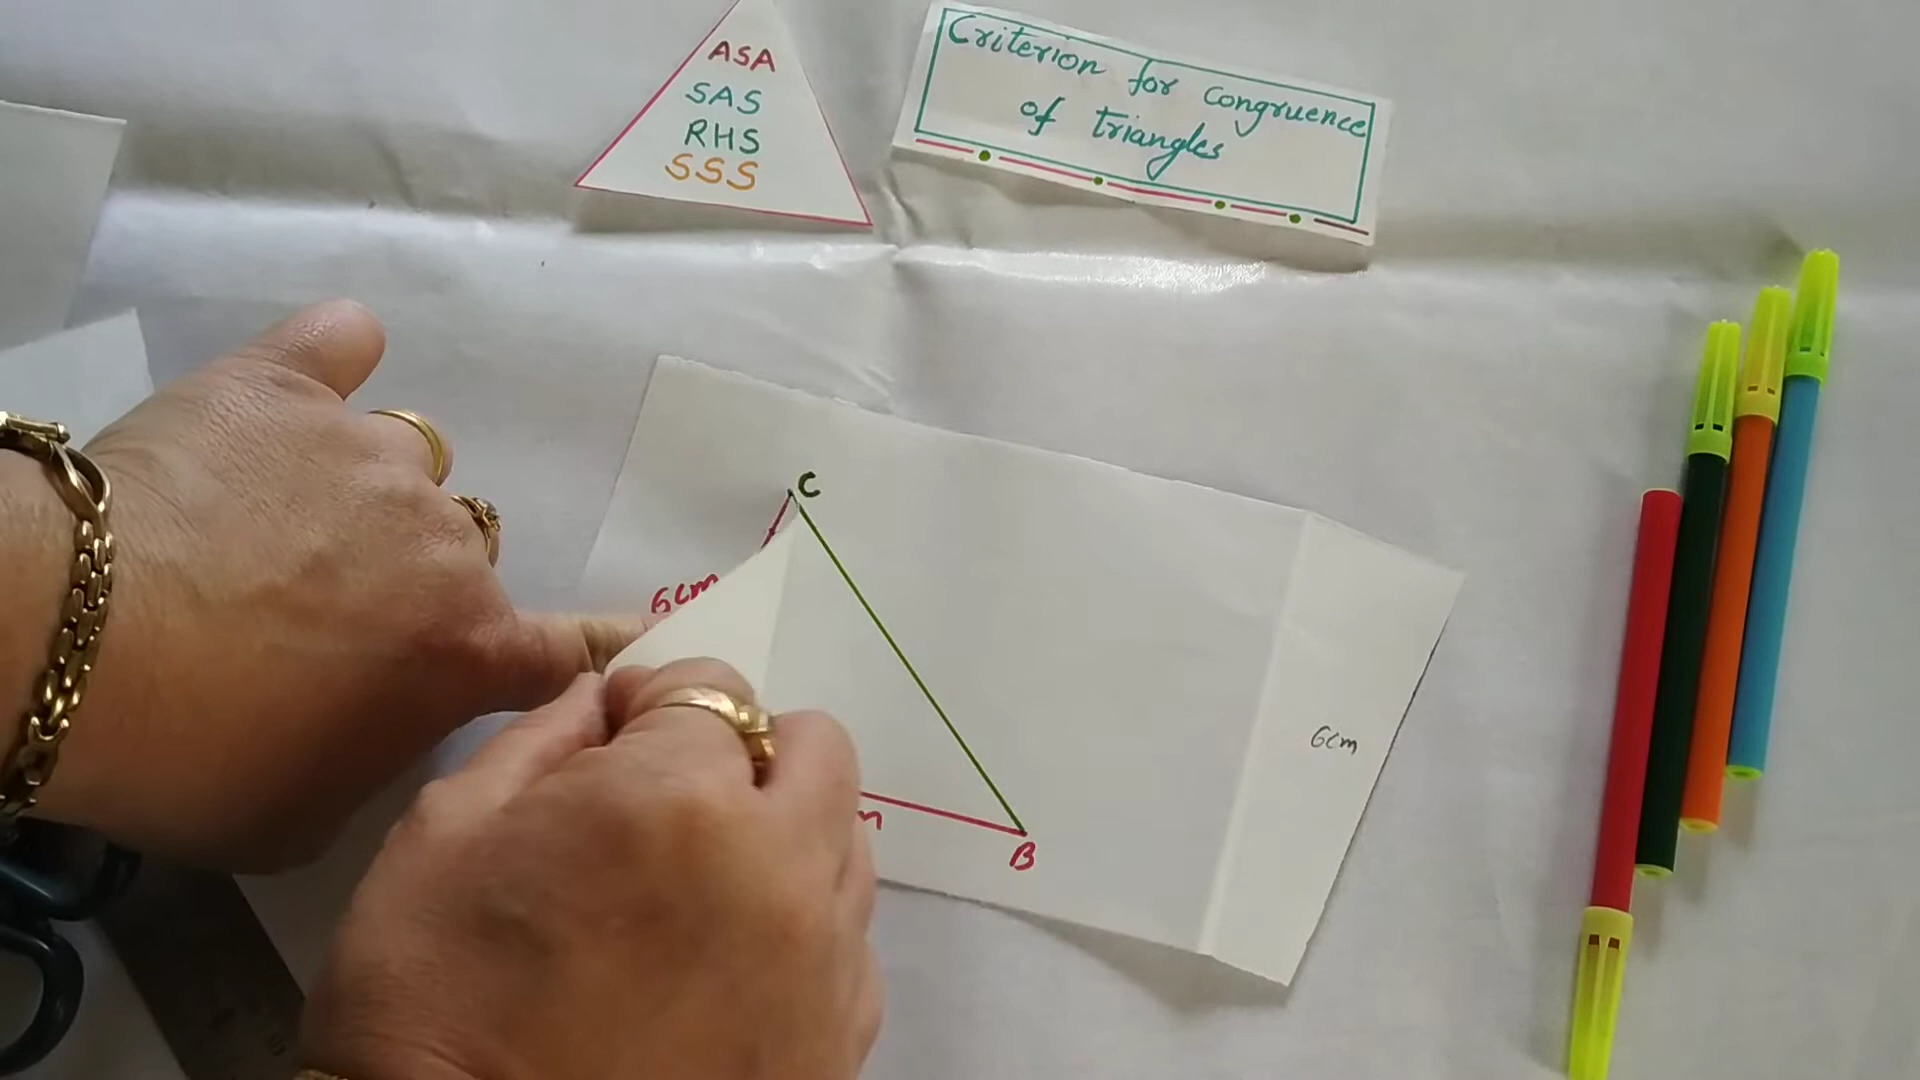 ASA
SAS
RHS
SSS
Criterion for congruence
of triangles
C
6cm
B
6cm